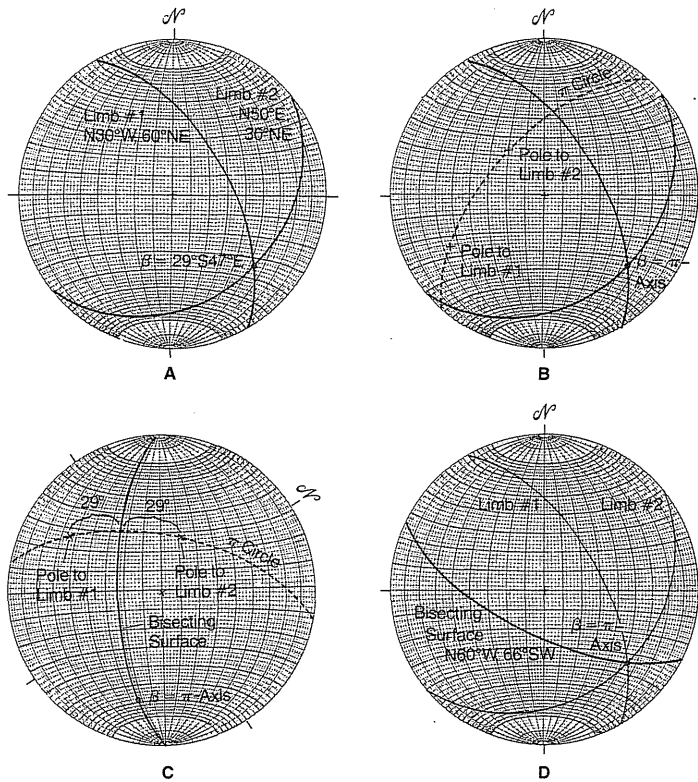 N
Limb #1
N30°W 60°NE
Limb #2
N50°E
30°NE
β = 29°S47°E
A
N
π Circle
Pole to
Limb #2
Pole to
Limb #1
β = π-
Axis
B
N
29°
29°
π Circle
Pole to
Limb #1
Pole to
Limb #2
Bisecting
Surface
β = π-Axis
C
N
Limb #1
Limb #2
Bisecting
Surface
N60°W 66°SW
β = π-
Axis
D